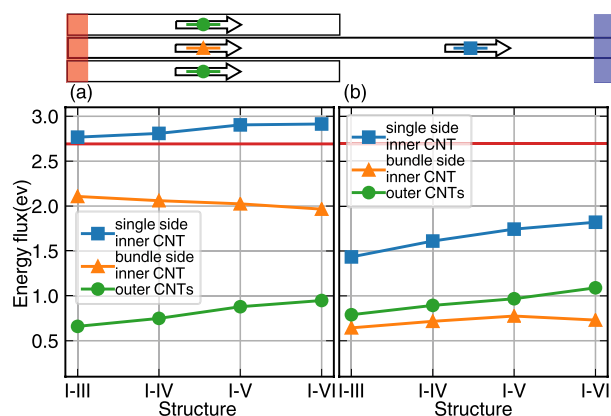 (a)
(b)
3.0
2.5
2.0
1.5
1.0
0.5
Energy flux(ev)
single side
inner CNT
bundle side
inner CNT
outer CNTs
I-III
I-IV
I-V
I-VI
Structure
single side
inner CNT
bundle side
inner CNT
outer CNTs
I-III
I-IV
I-V
I-VI
Structure